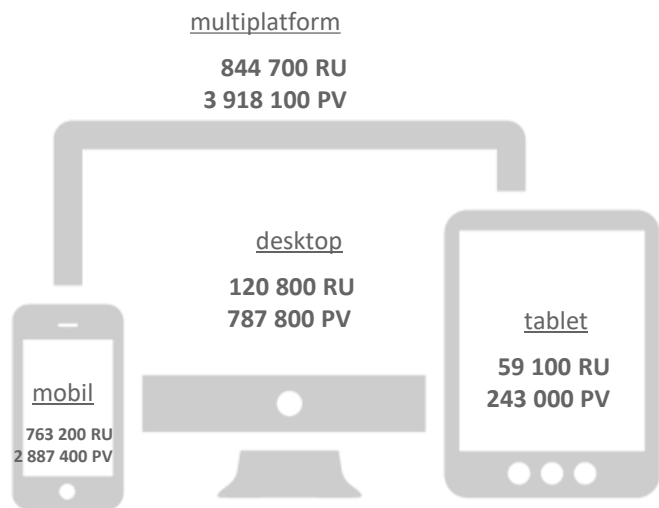 multiplatform
844 700 RU
3 918 100 PV
desktop
120 800 RU
787 800 PV
tablet
59 100 RU
243 000 PV
mobil
763 200 RU
2 887 400 PV